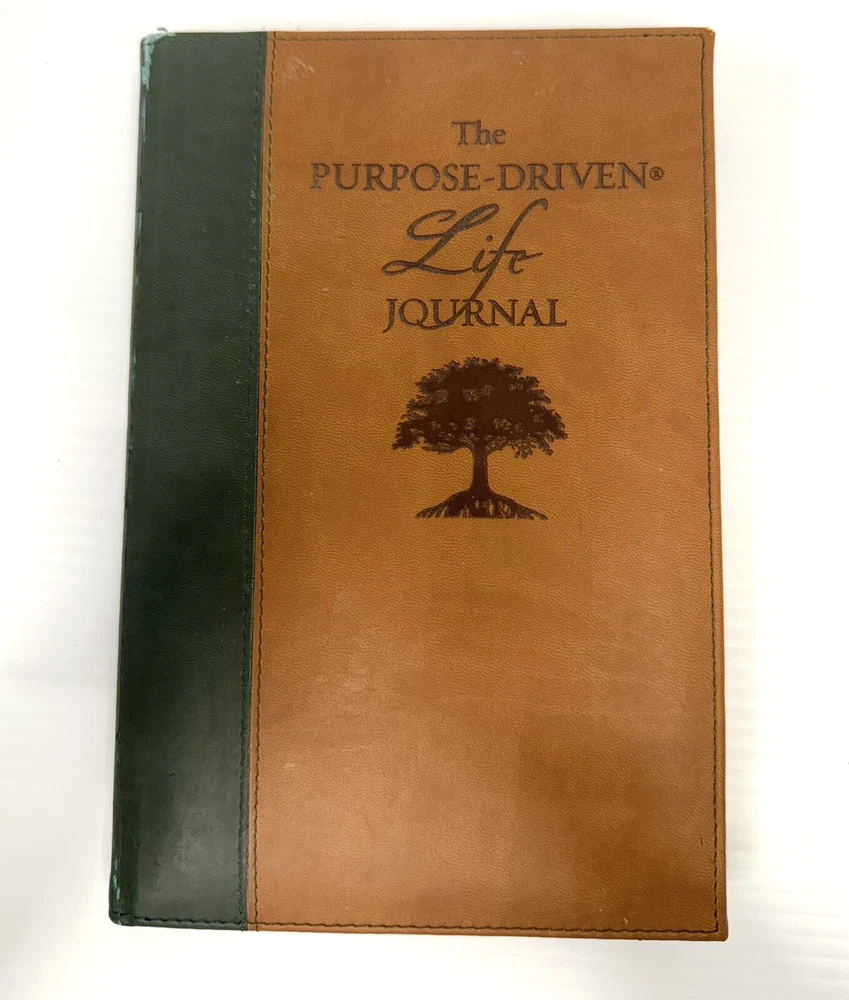 The
PURPOSE-DRIVEN®
Life
JOURNAL